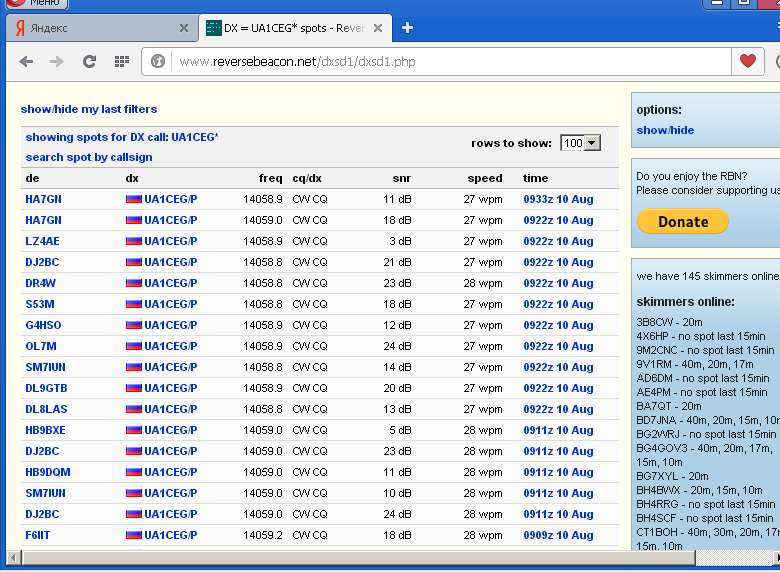 Меню
Яндекс
DX = UA1CEG* spots - Rever
www.reversebeacon.net/dxsd1/dxsd1.php
show/hide my last filters
showing spots for DX call: UA1CEG*
rows to show: 100
search spot by callsign
de dx freq cq/dx snr speed time
HA7GN UA1CEG/P 14058.9 CW CQ 11 dB 27 wpm 0933z 10 Aug
HA7GN UA1CEG/P 14059.0 CW CQ 18 dB 27 wpm 0922z 10 Aug
LZ4AE UA1CEG/P 14058.9 CW CQ 3 dB 27 wpm 0922z 10 Aug
DJ2BC UA1CEG/P 14058.8 CW CQ 21 dB 27 wpm 0922z 10 Aug
DR4W UA1CEG/P 14058.8 CW CQ 23 dB 28 wpm 0922z 10 Aug
S53M UA1CEG/P 14058.8 CW CQ 18 dB 27 wpm 0922z 10 Aug
G4HSO UA1CEG/P 14058.9 CW CQ 12 dB 27 wpm 0922z 10 Aug
OL7M UA1CEG/P 14058.9 CW CQ 24 dB 27 wpm 0922z 10 Aug
SM7IUN UA1CEG/P 14058.8 CW CQ 14 dB 27 wpm 0922z 10 Aug
DL9GTB UA1CEG/P 14058.9 CW CQ 20 dB 27 wpm 0922z 10 Aug
DL8LAS UA1CEG/P 14058.8 CW CQ 13 dB 27 wpm 0922z 10 Aug
HB9BXE UA1CEG/P 14059.0 CW CQ 5 dB 28 wpm 0911z 10 Aug
DJ2BC UA1CEG/P 14059.0 CW CQ 23 dB 28 wpm 0911z 10 Aug
HB9DQM UA1CEG/P 14059.0 CW CQ 11 dB 28 wpm 0911z 10 Aug
SM7IUN UA1CEG/P 14059.0 CW CQ 10 dB 28 wpm 0911z 10 Aug
DJ2BC UA1CEG/P 14059.0 CW CQ 24 dB 28 wpm 0911z 10 Aug
F6IIT UA1CEG/P 14059.2 CW CQ 18 dB 28 wpm 0909z 10 Aug
options:
show/hide
Do you enjoy the RBN?
Please consider supporting us
Donate
we have 145 skimmers online
skimmers online:
3B8CW - 20m
4X6HP - no spot last 15min
9M2CNC - no spot last 15min
9V1RM - 40m, 20m, 17m
AD6DM - no spot last 15min
AE4PM - no spot last 15min
BA7QT - 20m
BD7JNA - 40m, 20m, 15m, 10m
BG2WRJ - no spot last 15min
BG4GOV3 - 40m, 20m, 17m,
15m, 10m
BG7XYL - 20m
BH4BWX - 20m, 15m, 10m
BH4RRG - no spot last 15min
BH4SCF - no spot last 15min
CT1BOH - 40m, 30m, 20m, 17m
15m, 10m